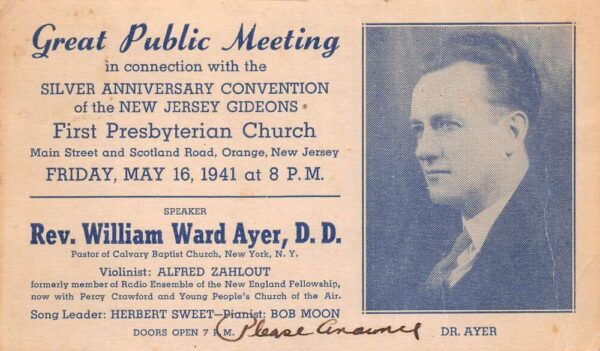 Great Public Meeting
in connection with the
SILVER ANNIVERSARY CONVENTION
of the NEW JERSEY GIDEONS
First Presbyterian Church
Main Street and Scotland Road, Orange, New Jersey
FRIDAY, MAY 16, 1941 at 8 P. M.
SPEAKER
Rev. William Ward Ayer, D. D.
Pastor of Calvary Baptist Church, New York, N. Y.
Violinist: ALFRED ZAHLOUT
formerly member of Radio Ensemble of the New England Fellowship,
now with Percy Crawford and Young People's Church of the Air.
Song Leader: HERBERT SWEET—Pianist: BOB MOON
DOORS OPEN 7 P.M.
Please announce
DR. AYER